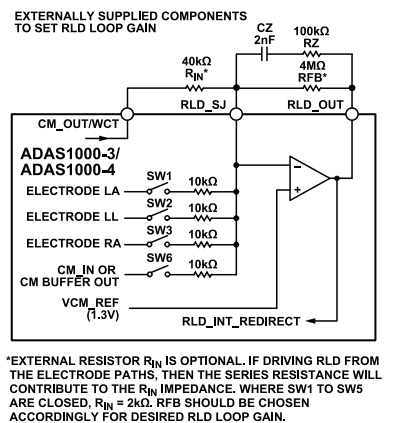 EXTERNALLY SUPPLIED COMPONENTS
TO SET RLD LOOP GAIN
CZ
2nF
100kΩ
RZ
40kΩ
RIN*
4MΩ
RFB*
CM_OUT/WCT
RLD_SJ
RLD_OUT
ADAS1000-3/
ADAS1000-4
SW1
ELECTRODE LA
10kΩ
SW2
ELECTRODE LL
10kΩ
SW3
ELECTRODE RA
10kΩ
SW6
CM_IN OR
CM BUFFER OUT
10kΩ
–
+
VCM_REF
(1.3V)
RLD_INT_REDIRECT
*EXTERNAL RESISTOR RIN IS OPTIONAL. IF DRIVING RLD FROM
THE ELECTRODE PATHS, THEN THE SERIES RESISTANCE WILL
CONTRIBUTE TO THE RIN IMPEDANCE. WHERE SW1 TO SW5
ARE CLOSED, RIN = 2kΩ. RFB SHOULD BE CHOSEN
ACCORDINGLY FOR DESIRED RLD LOOP GAIN.